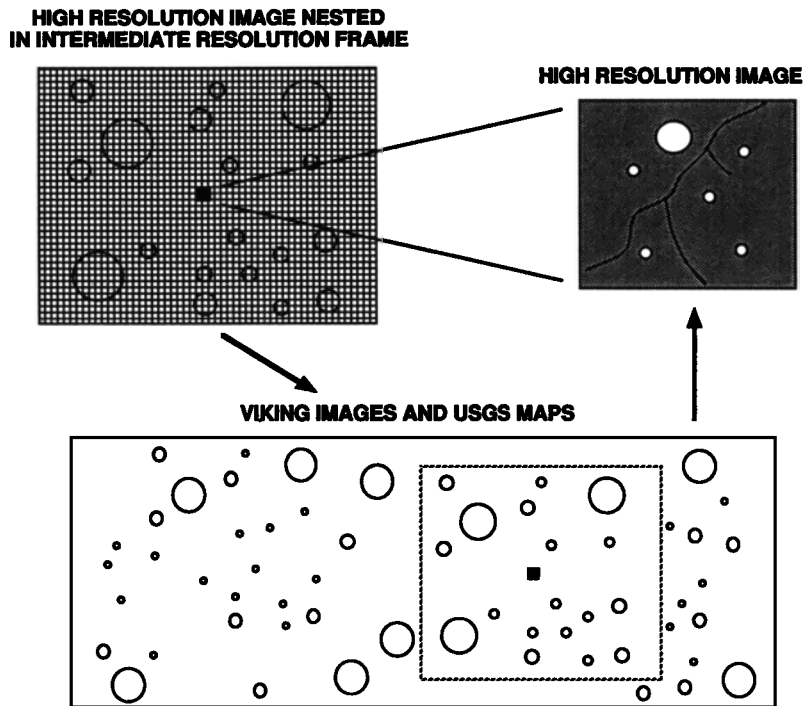 HIGH RESOLUTION IMAGE NESTED
IN INTERMEDIATE RESOLUTION FRAME
HIGH RESOLUTION IMAGE
VIKING IMAGES AND USGS MAPS